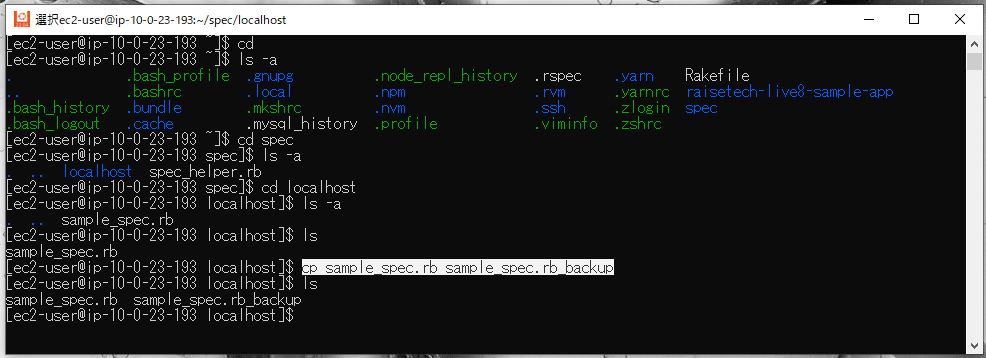 選択ec2-user@ip-10-0-23-193:~/spec/localhost
[ec2-user@ip-10-0-23-193 ~]$ cd
[ec2-user@ip-10-0-23-193 ~]$ ls -a
. .bash_profile .gnupg .node_repl_history .rspec .yarn Rakefile
.. .bashrc .local .npm .rvm .yarnrc raisetech-live8-sample-app
.bash_history .bundle .mkshrc .nvm .ssh .zlogin spec
.bash_logout .cache .mysql_history .profile .viminfo .zshrc
[ec2-user@ip-10-0-23-193 ~]$ cd spec
[ec2-user@ip-10-0-23-193 spec]$ ls -a
. .. localhost spec_helper.rb
[ec2-user@ip-10-0-23-193 spec]$ cd localhost
[ec2-user@ip-10-0-23-193 localhost]$ ls -a
. .. sample_spec.rb
[ec2-user@ip-10-0-23-193 localhost]$ ls
sample_spec.rb
[ec2-user@ip-10-0-23-193 localhost]$ cp sample_spec.rb sample_spec.rb_backup
[ec2-user@ip-10-0-23-193 localhost]$ ls
sample_spec.rb sample_spec.rb_backup
[ec2-user@ip-10-0-23-193 localhost]$